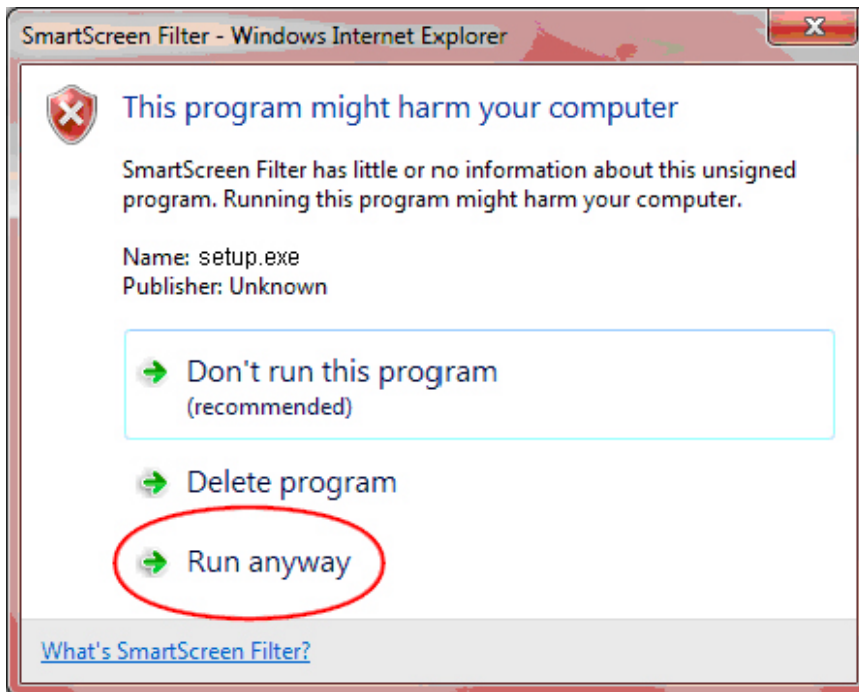 SmartScreen Filter - Windows Internet Explorer
This program might harm your computer
SmartScreen Filter has little or no information about this unsigned
program. Running this program might harm your computer.
Name: setup.exe
Publisher: Unknown
Don't run this program
(recommended)
Delete program
Run anyway
What's SmartScreen Filter?